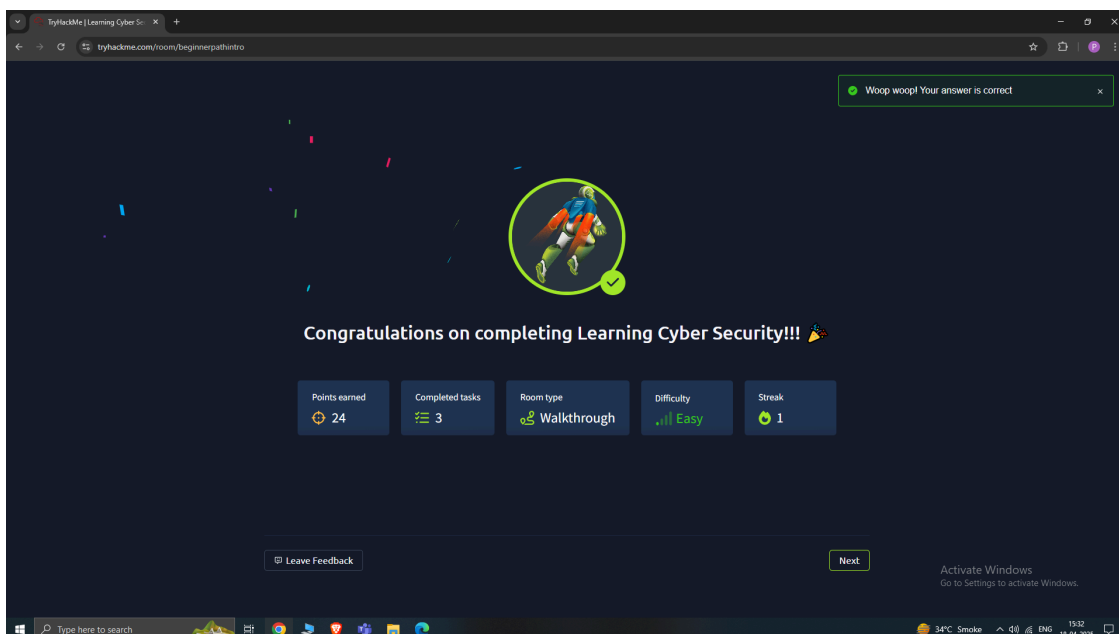 TryHackMe | Learning Cyber Se
tryhackme.com/room/beginnerpathintro
P
Woop woop! Your answer is correct
Congratulations on completing Learning Cyber Security!!!
Points earned
24
Completed tasks
3
Room type
Walkthrough
Difficulty
Easy
Streak
1
Leave Feedback
Next
Activate Windows
Go to Settings to activate Windows.
Type here to search
34°C Smoke
ENG
15:32